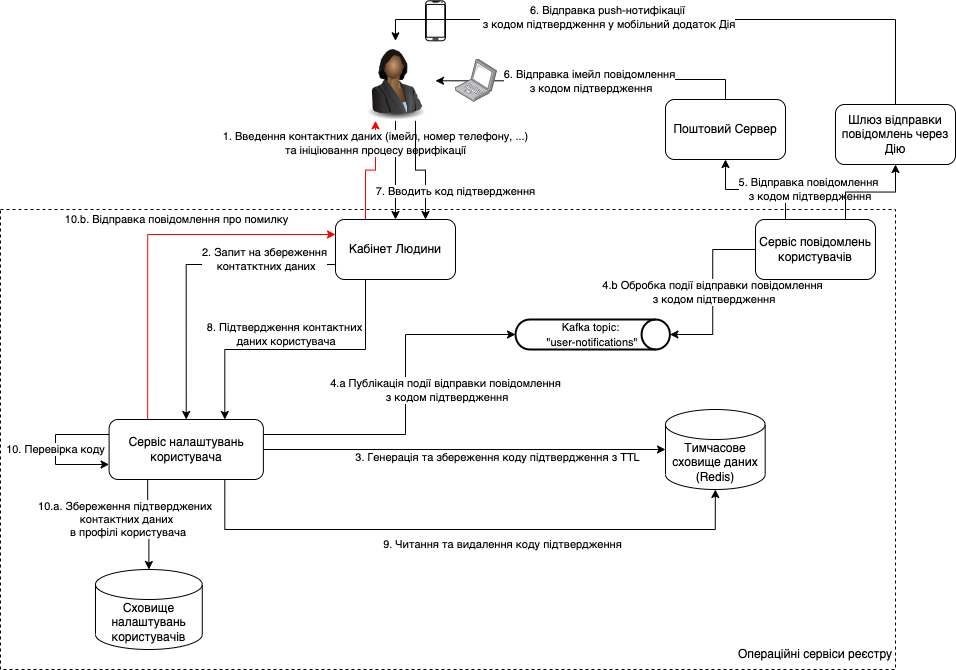 6. Відправка push-нотифікації
з кодом підтвердження у мобільний додаток Дія
6. Відправка імейл повідомлення
з кодом підтвердження
Поштовий Сервер
Шлюз відправки
повідомлень через
Дію
1. Введення контактних даних (імейл, номер телефону, ...)
та ініціювання процесу верифікації
7. Вводить код підтвердження
5. Відправка повідомлення
з кодом підтвердження
10.b. Відправка повідомлення про помилку
Кабінет Людини
Сервіс повідомлень
користувачів
2. Запит на збереження
контатктних даних
4.b Обробка події відправки повідомлення
з кодом підтвердження
8. Підтвердження контактних
даних користувача
Kafka topic:
"user-notifications"
4.a Публікація події відправки повідомлення
з кодом підтвердження
10. Перевірка коду
Сервіс налаштувань
користувача
3. Генерація та збереження коду підтвердження з TTL
Тимчасове
сховище даних
(Redis)
10.a. Збереження підтверджених
контактних даних
в профілі користувача
9. Читання та видалення коду підтвердження
Сховище
налаштувань
користувачів
Операційні сервіси реєстру